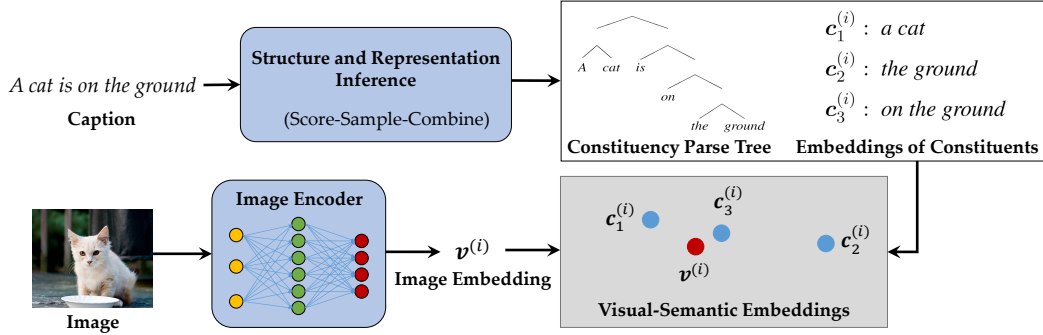 A cat is on the ground
Caption
Structure and Representation
Inference
(Score-Sample-Combine)
A cat is
on
the ground
Constituency Parse Tree
c₁⁽ⁱ⁾ : a cat
c₂⁽ⁱ⁾ : the ground
c₃⁽ⁱ⁾ : on the ground
Embeddings of Constituents
Image
Image Encoder
v⁽ⁱ⁾
Image Embedding
c₁⁽ⁱ⁾
c₃⁽ⁱ⁾
c₂⁽ⁱ⁾
v⁽ⁱ⁾
Visual-Semantic Embeddings